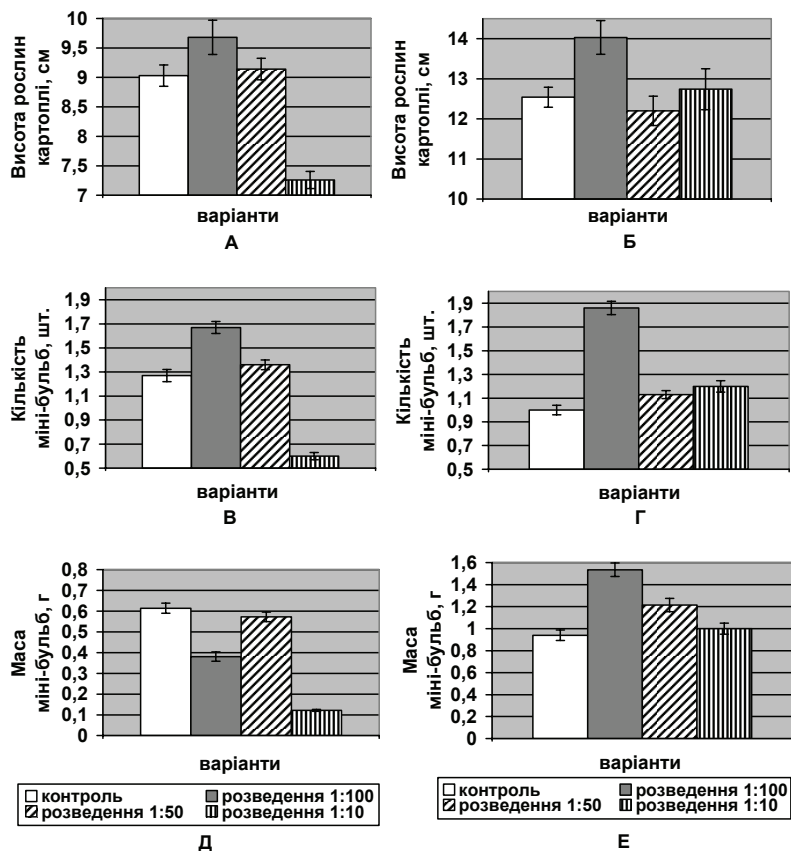 Висота рослин
картоплі, см
10
9,5
9
8,5
8
7,5
7
варіанти
А
Висота рослин
картоплі, см
14
13
12
11
10
варіанти
Б
Кількість
міні-бульб, шт.
1,9
1,7
1,5
1,3
1,1
0,9
0,7
0,5
варіанти
В
Кількість
міні-бульб, шт.
1,9
1,7
1,5
1,3
1,1
0,9
0,7
0,5
варіанти
Г
Маса
міні-бульб, г
0,8
0,7
0,6
0,5
0,4
0,3
0,2
0,1
0
варіанти
контроль
розведення 1:100
розведення 1:50
розведення 1:10
Д
Маса
міні-бульб, г
1,6
1,4
1,2
1
0,8
0,6
0,4
0,2
0
варіанти
контроль
розведення 1:100
розведення 1:50
розведення 1:10
Е